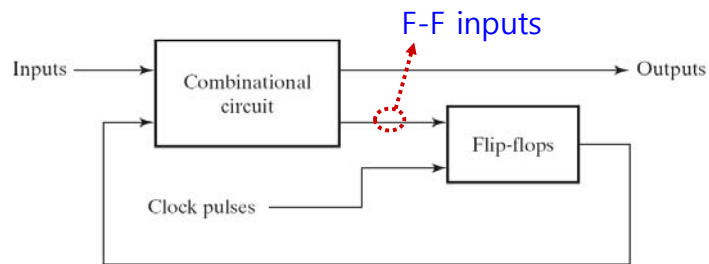 F-F inputs
Inputs
Combinational
circuit
Outputs
Flip-flops
Clock pulses